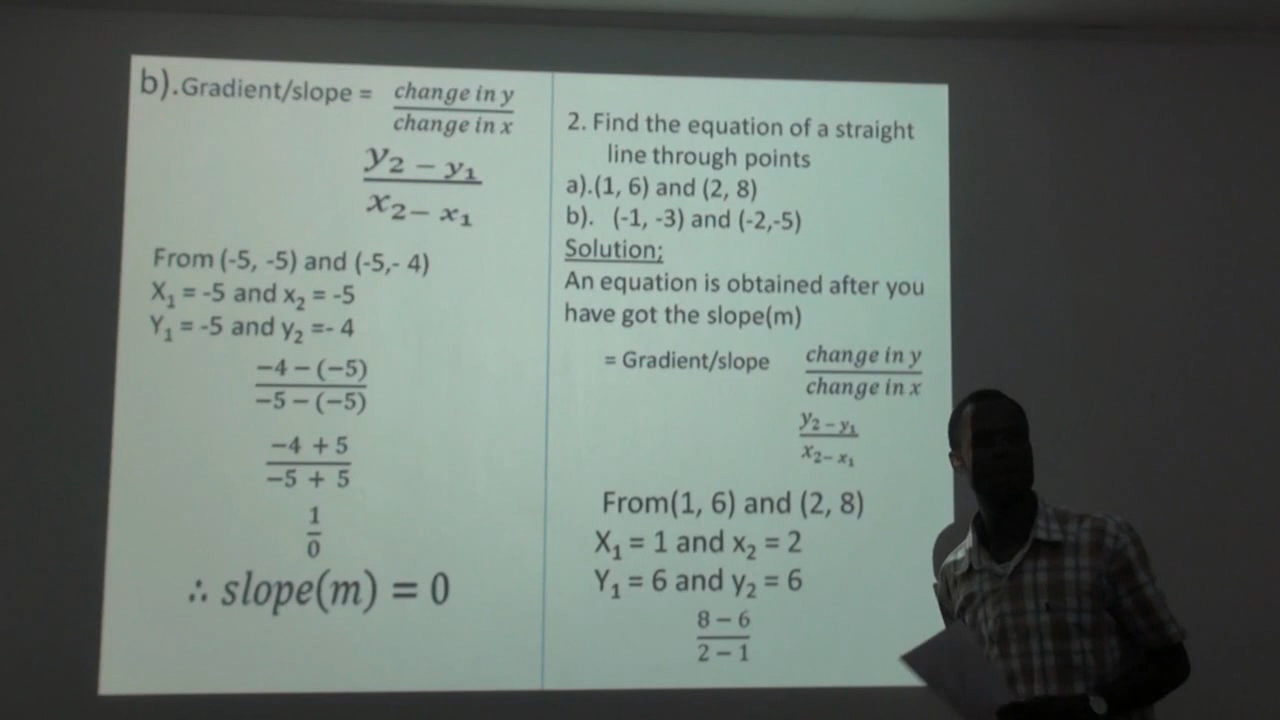 b).Gradient/slope = change in y / change in x
y₂ − y₁ / x₂− x₁
From (-5, -5) and (-5,- 4)
X₁ = -5 and x₂ = -5
Y₁ = -5 and y₂ =- 4
−4 − (−5) / −5 − (−5)
−4 + 5 / −5 + 5
1 / 0
∴ slope(m) = 0
2. Find the equation of a straight
line through points
a).(1, 6) and (2, 8)
b). (-1, -3) and (-2,-5)
Solution;
An equation is obtained after you
have got the slope(m)
= Gradient/slope change in y / change in x
y₂ − y₁ / x₂− x₁
From(1, 6) and (2, 8)
X₁ = 1 and x₂ = 2
Y₁ = 6 and y₂ = 6
8 − 6 / 2 − 1